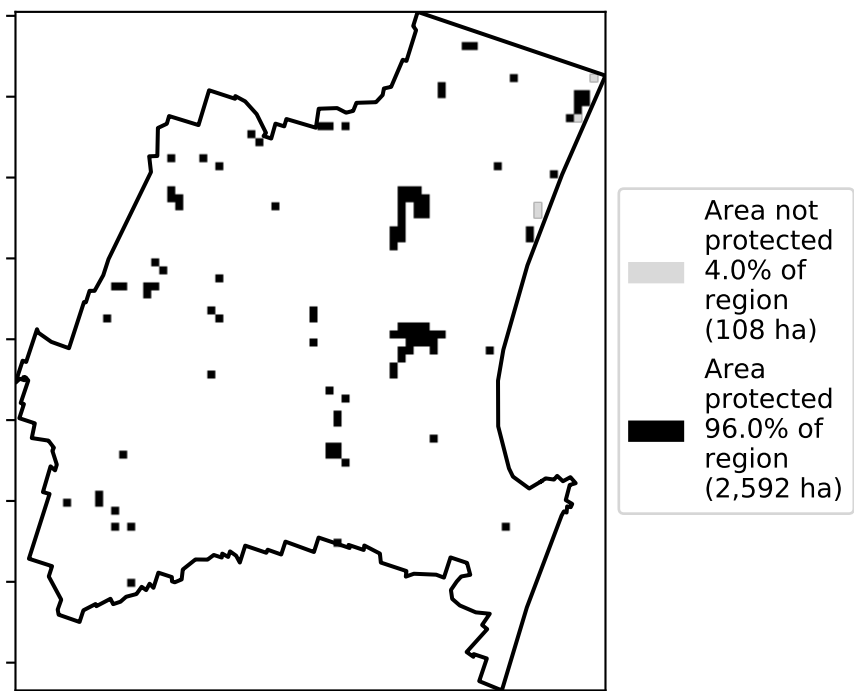 Area not
protected
4.0% of
region
(108 ha)
Area
protected
96.0% of
region
(2,592 ha)